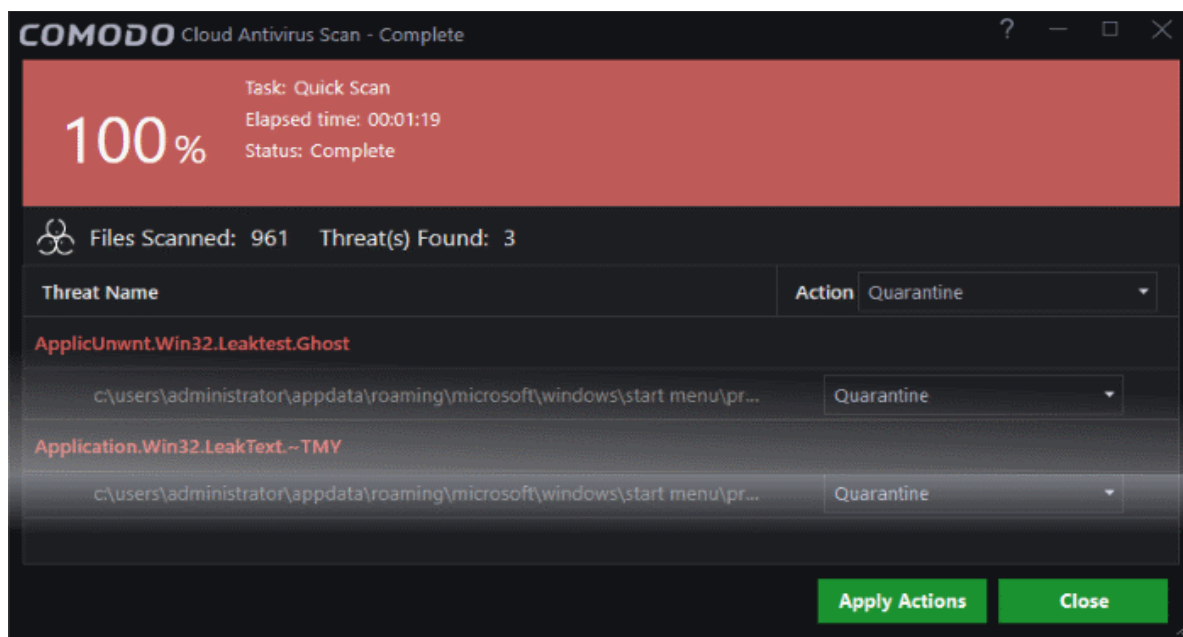 COMODO Cloud Antivirus Scan - Complete
?
100 %
Task: Quick Scan
Elapsed time: 00:01:19
Status: Complete
Files Scanned: 961 Threat(s) Found: 3
Threat Name Action Quarantine
ApplicUnwnt.Win32.Leaktest.Ghost
c:\users\administrator\appdata\roaming\microsoft\windows\start menu\pr... Quarantine
Application.Win32.LeakText.~TMY
c:\users\administrator\appdata\roaming\microsoft\windows\start menu\pr... Quarantine
Apply Actions Close